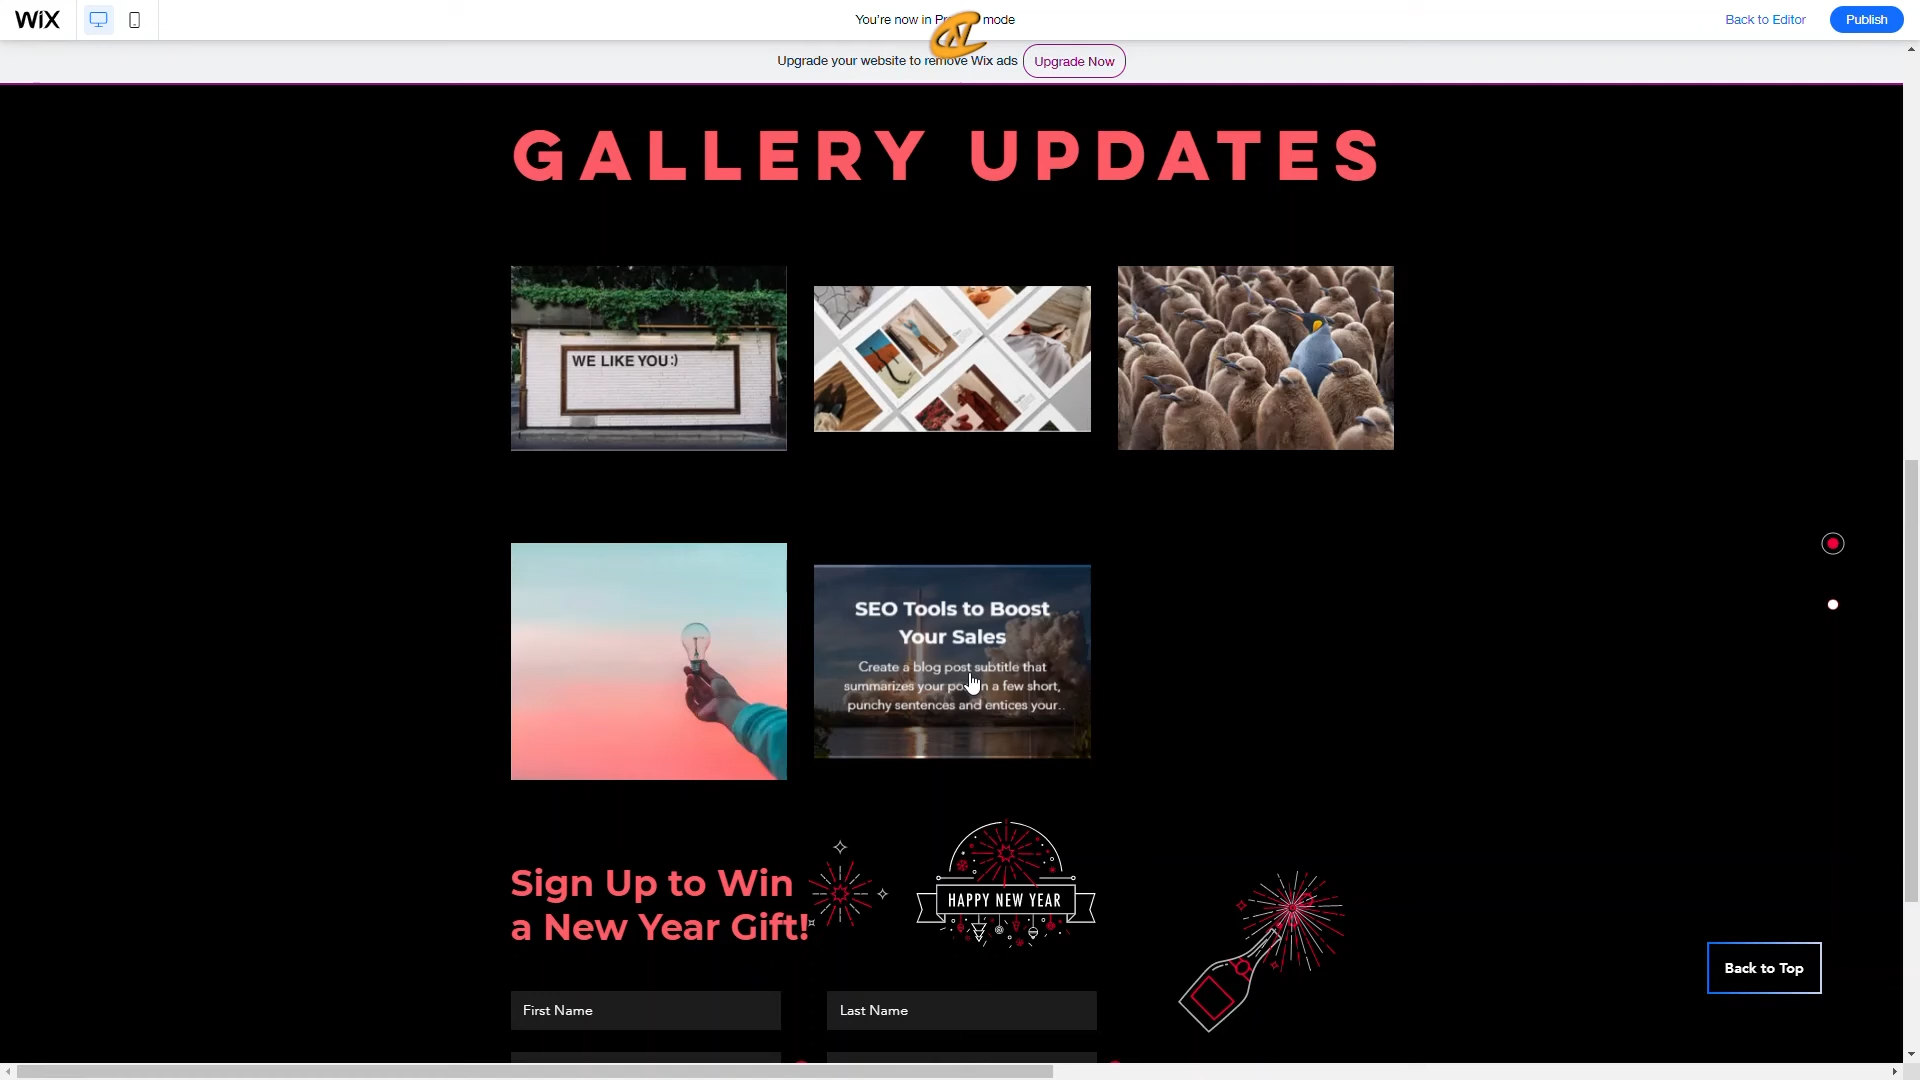 WiX
You're now in Pr mode
Back to Editor
Publish
Upgrade your website to remove Wix ads
Upgrade Now
GALLERY UPDATES
WE LIKE YOU:)
SEO Tools to Boost
Your Sales
Create a blog post subtitle that
summarizes your po n a few short,
punchy sentences and entices your..
Sign Up to Win
a New Year Gift!
HAPPY NEW YEAR
Back to Top
First Name
Last Name